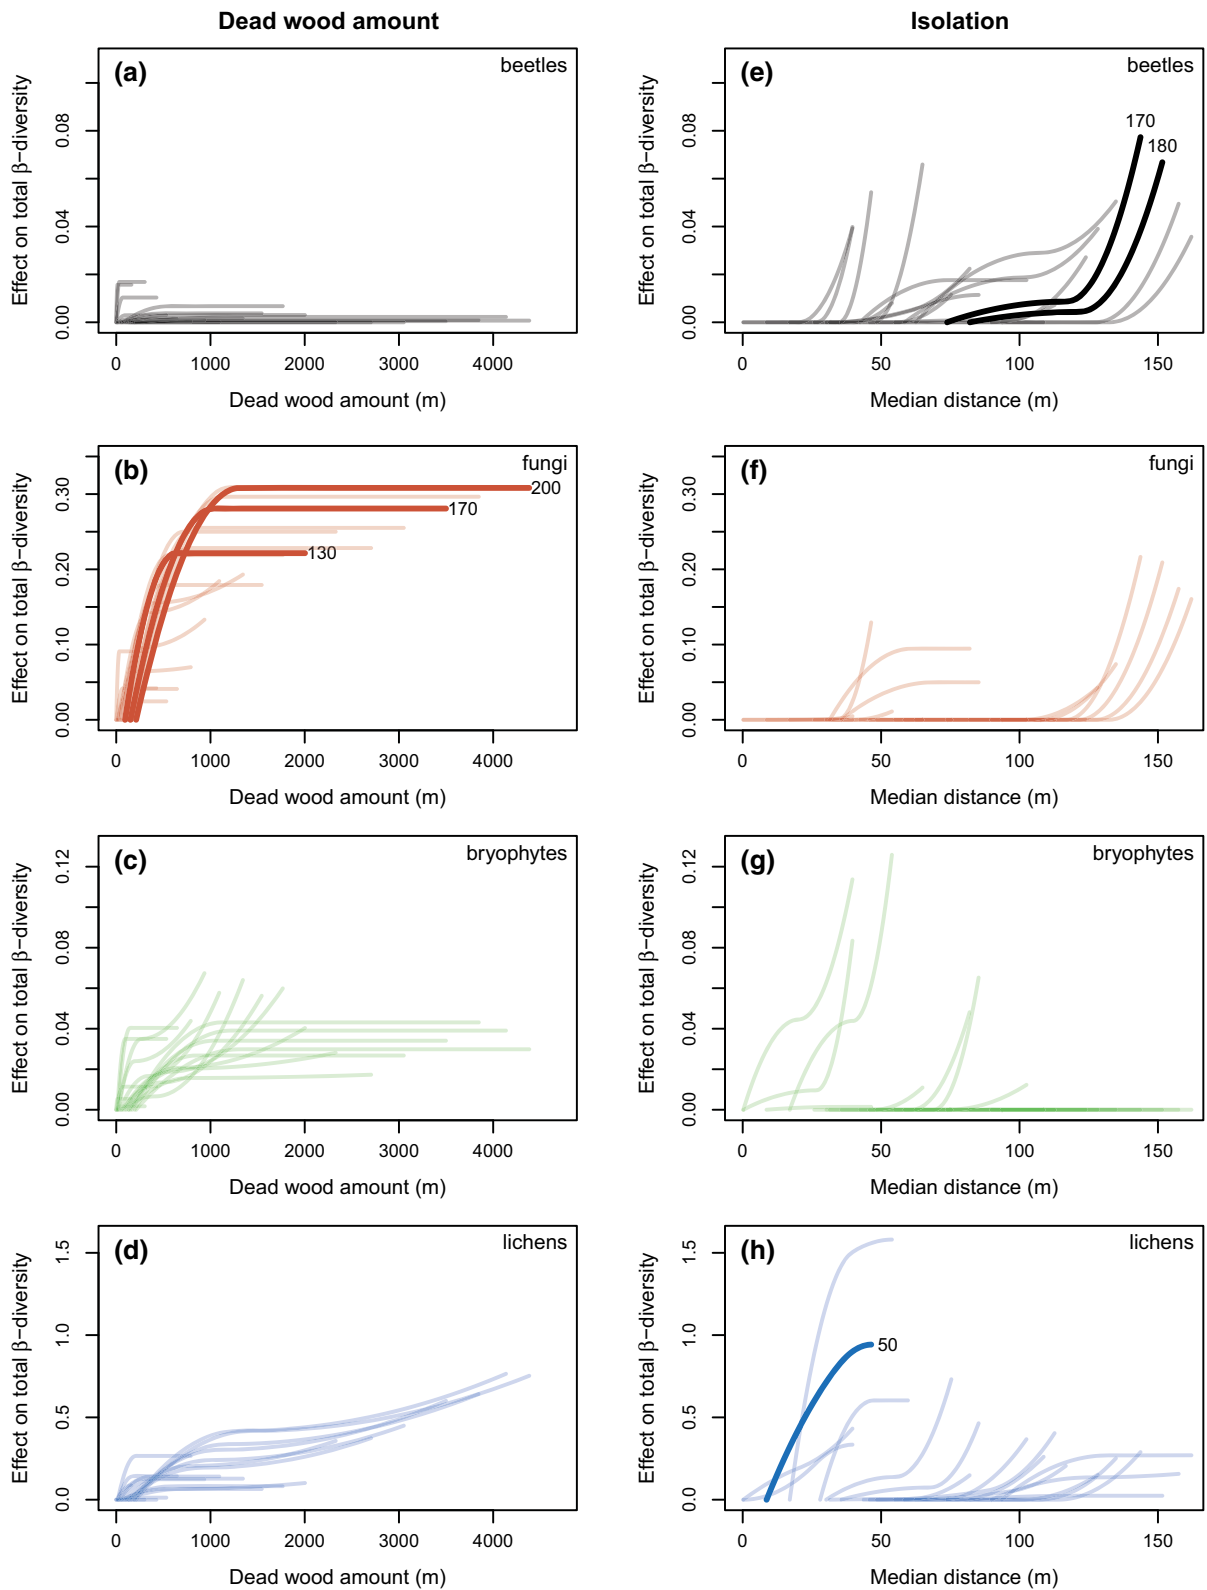 Dead wood amount
Isolation
(a)
beetles
Effect on total β−diversity
0.00
0.04
0.08
0
1000
2000
3000
4000
Dead wood amount (m)
(e)
beetles
170
180
Effect on total β−diversity
0.00
0.04
0.08
0
50
100
150
Median distance (m)
(b)
fungi
200
170
130
Effect on total β−diversity
0.00
0.10
0.20
0.30
0
1000
2000
3000
4000
Dead wood amount (m)
(f)
fungi
Effect on total β−diversity
0.00
0.10
0.20
0.30
0
50
100
150
Median distance (m)
(c)
bryophytes
Effect on total β−diversity
0.00
0.04
0.08
0.12
0
1000
2000
3000
4000
Dead wood amount (m)
(g)
bryophytes
Effect on total β−diversity
0.00
0.04
0.08
0.12
0
50
100
150
Median distance (m)
(d)
lichens
Effect on total β−diversity
0.0
0.5
1.0
1.5
0
1000
2000
3000
4000
Dead wood amount (m)
(h)
lichens
50
Effect on total β−diversity
0.0
0.5
1.0
1.5
0
50
100
150
Median distance (m)